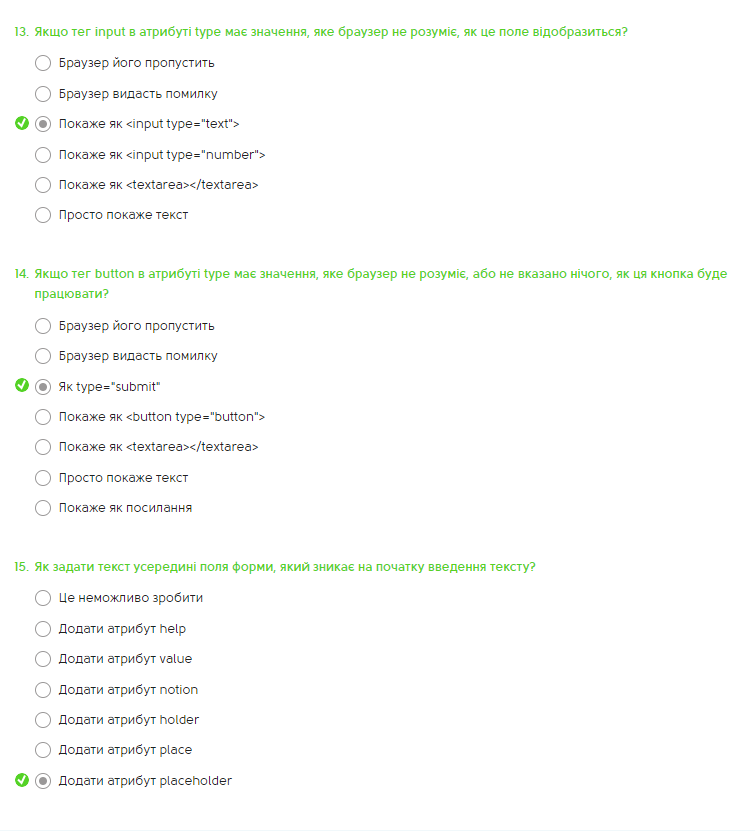 13. Якщо тег input в атрибуті type має значення, яке браузер не розуміє, як це поле відобразиться?
Браузер його пропустить
Браузер видасть помилку
Покаже як <input type="text">
Покаже як <input type="number">
Покаже як <textarea></textarea>
Просто покаже текст
14. Якщо тег button в атрибуті type має значення, яке браузер не розуміє, або не вказано нічого, як ця кнопка буде
працювати?
Браузер його пропустить
Браузер видасть помилку
Як type="submit"
Покаже як <button type="button">
Покаже як <textarea></textarea>
Просто покаже текст
Покаже як посилання
15. Як задати текст усередині поля форми, який зникає на початку введення тексту?
Це неможливо зробити
Додати атрибут help
Додати атрибут value
Додати атрибут notion
Додати атрибут holder
Додати атрибут place
Додати атрибут placeholder